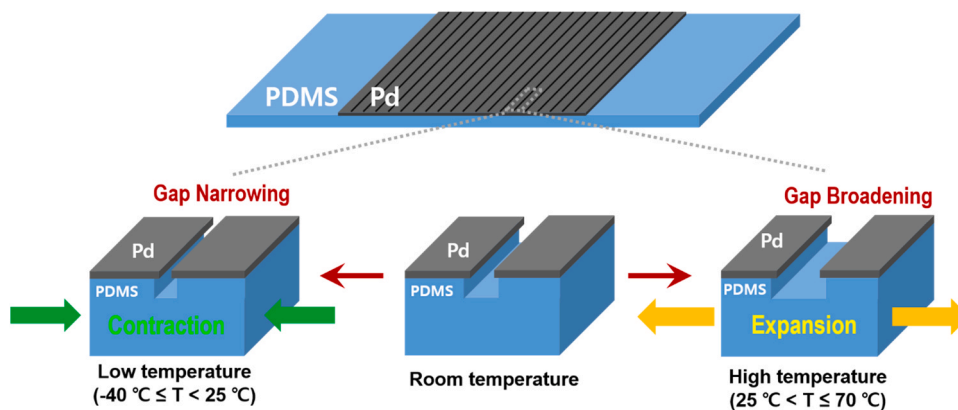 PDMS
Pd
Gap Narrowing
Gap Broadening
Pd
PDMS
Contraction
Pd
PDMS
Pd
PDMS
Expansion
Low temperature
(-40 ℃ ≤ T < 25 ℃)
Room temperature
High temperature
(25 ℃ < T ≤ 70 ℃)